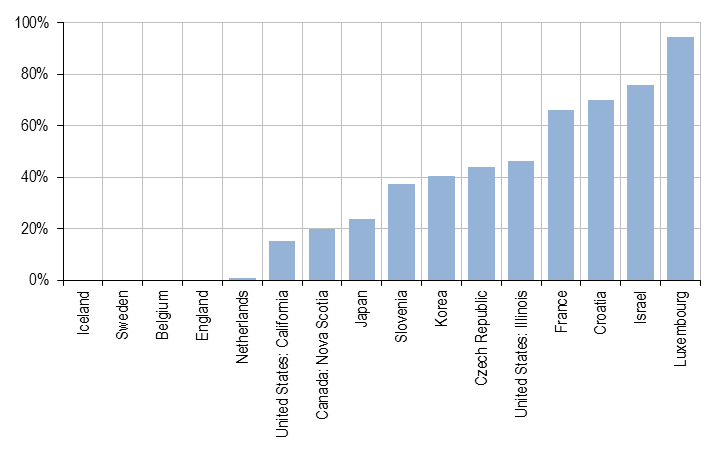 100%
80%
60%
40%
20%
0%
Iceland
Sweden
Belgium
England
Netherlands
United States: California
Canada: Nova Scotia
Japan
Slovenia
Korea
Czech Republic
United States: Illinois
France
Croatia
Israel
Luxembourg